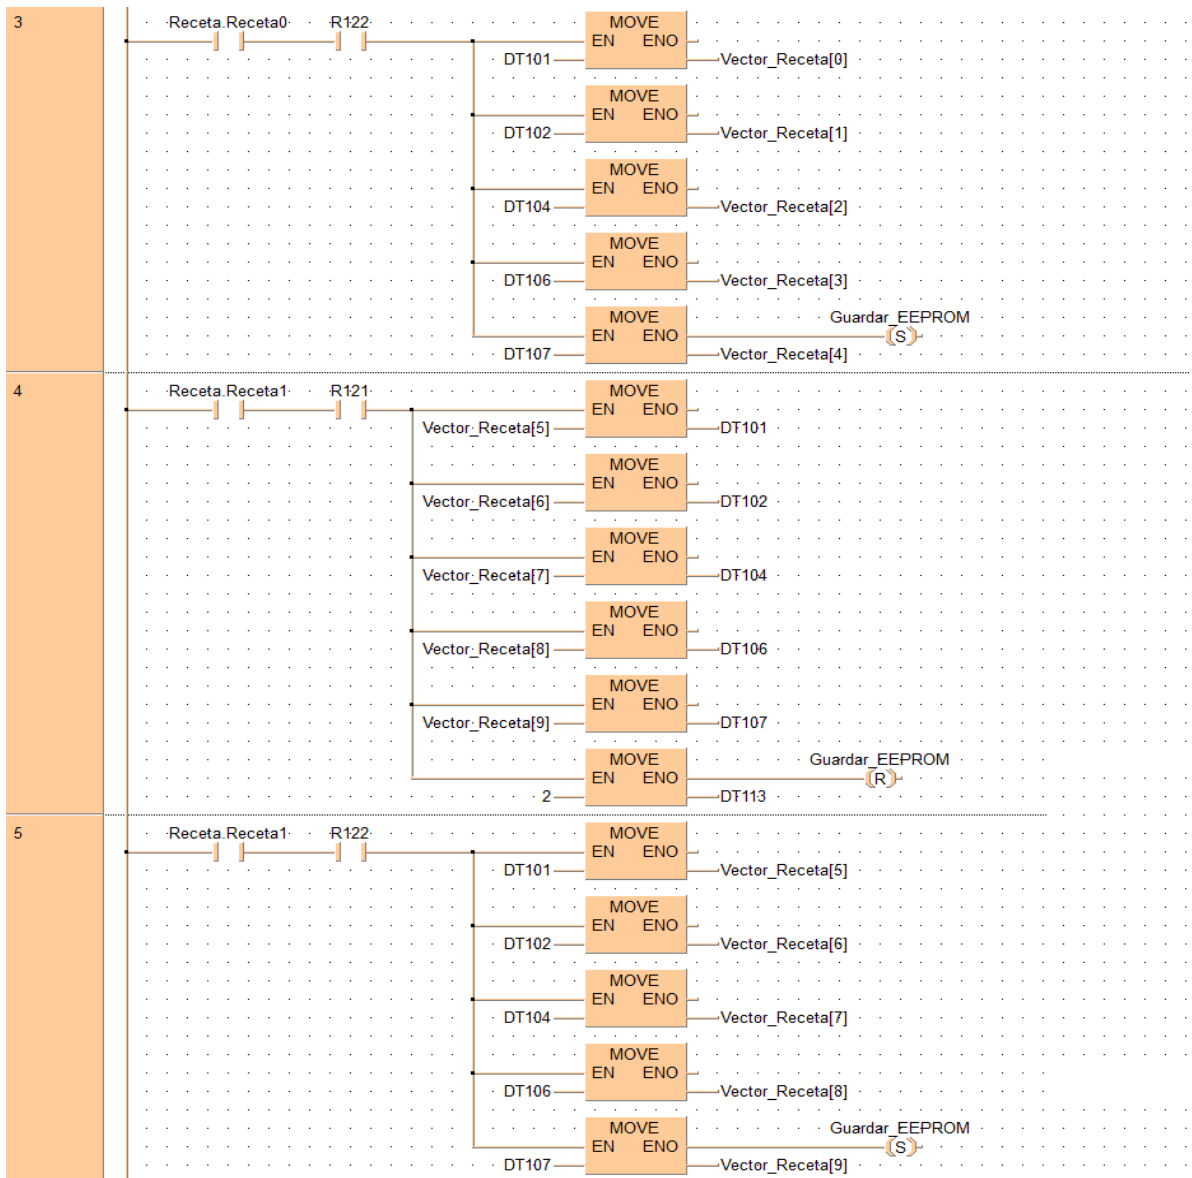 3
Receta.Receta0 R122 MOVE
EN ENO
DT101 Vector_Receta[0]
MOVE
EN ENO
DT102 Vector_Receta[1]
MOVE
EN ENO
DT104 Vector_Receta[2]
MOVE
EN ENO
DT106 Vector_Receta[3]
MOVE Guardar_EEPROM
EN ENO (S)
DT107 Vector_Receta[4]
4
Receta.Receta1 R121 MOVE
EN ENO
Vector_Receta[5] DT101
MOVE
EN ENO
Vector_Receta[6] DT102
MOVE
EN ENO
Vector_Receta[7] DT104
MOVE
EN ENO
Vector_Receta[8] DT106
MOVE
EN ENO
Vector_Receta[9] DT107
MOVE Guardar_EEPROM
EN ENO (R)
2 DT113
5
Receta.Receta1 R122 MOVE
EN ENO
DT101 Vector_Receta[5]
MOVE
EN ENO
DT102 Vector_Receta[6]
MOVE
EN ENO
DT104 Vector_Receta[7]
MOVE
EN ENO
DT106 Vector_Receta[8]
MOVE Guardar_EEPROM
EN ENO (S)
DT107 Vector_Receta[9]